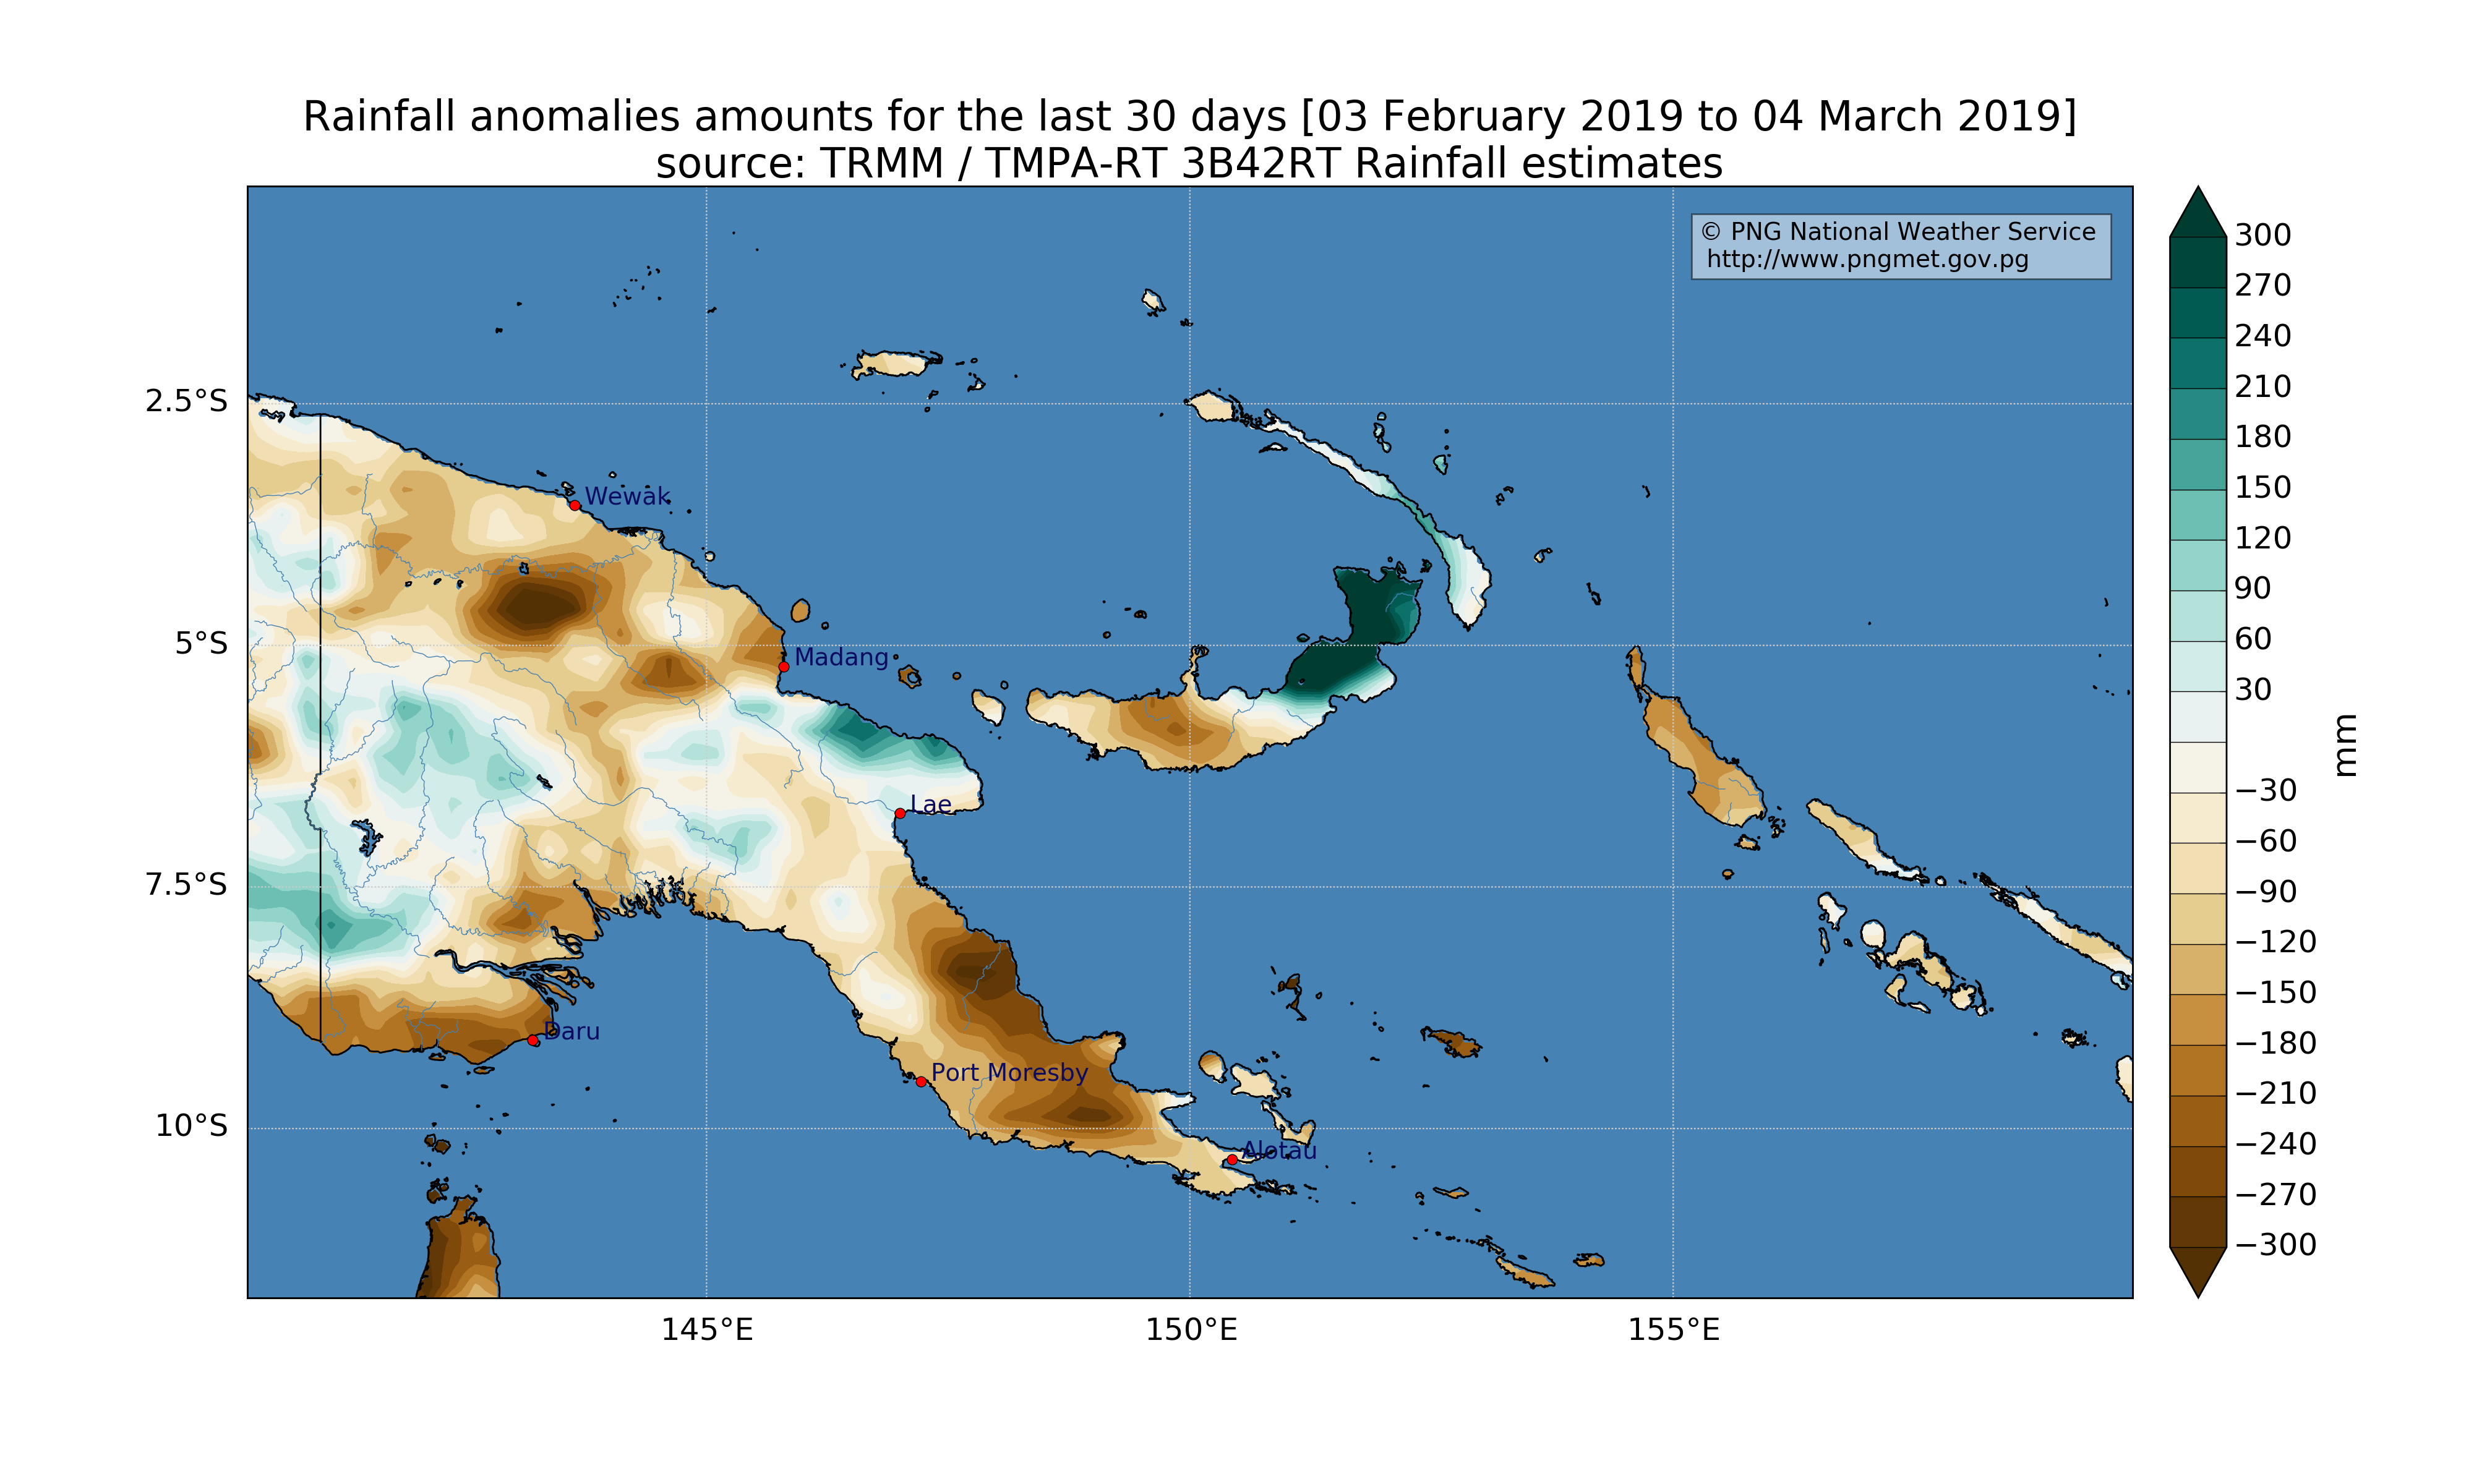 Rainfall anomalies amounts for the last 30 days [03 February 2019 to 04 March 2019]
source: TRMM / TMPA-RT 3B42RT Rainfall estimates
© PNG National Weather Service
http://www.pngmet.gov.pg
2.5°S
5°S
7.5°S
10°S
145°E
150°E
155°E
Wewak
Madang
Lae
Daru
Port Moresby
Alotau
300
270
240
210
180
150
120
90
60
30
−30
−60
−90
−120
−150
−180
−210
−240
−270
−300
mm